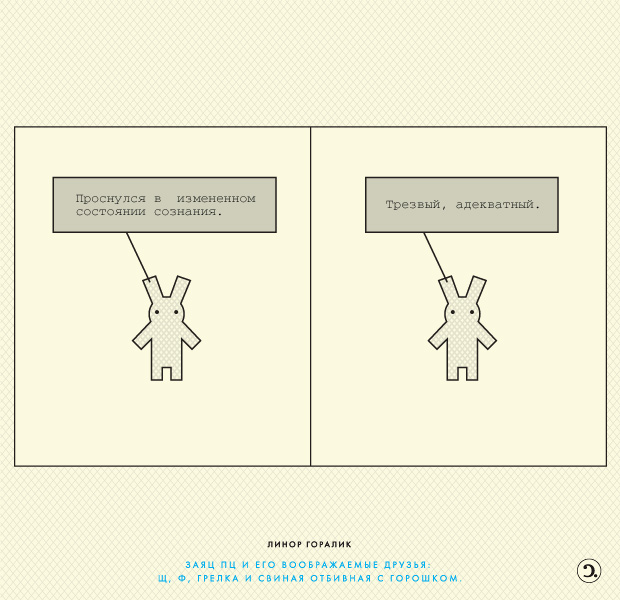 Проснулся в измененном
состоянии сознания.
Трезвый, адекватный.
ЛИНОР ГОРАЛИК
ЗАЯЦ ПЦ И ЕГО ВООБРАЖАЕМЫЕ ДРУЗЬЯ:
Щ, Ф, ГРЕЛКА И СВИНАЯ ОТБИВНАЯ С ГОРОШКОМ.